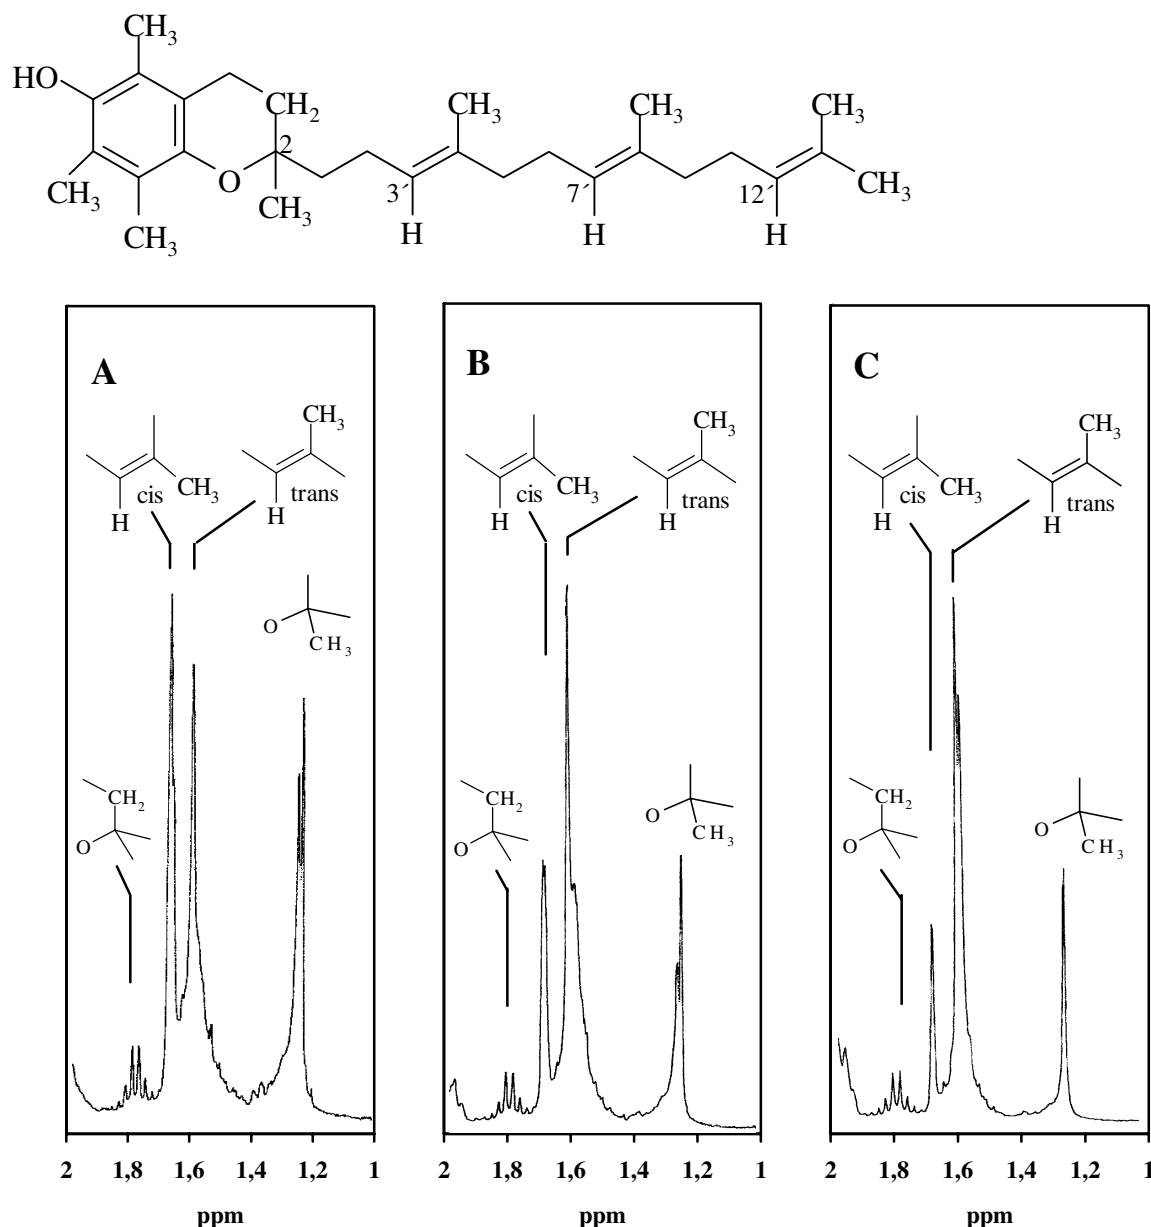 CH3
HO
CH2
CH3
CH3
CH3
2
O
3´
7´
12´
CH3
CH3
CH3
CH3
H
H
H
A
CH3
cis
CH3
trans
H
H
O
CH3
CH2
O
2
1,8
1,6
1,4
1,2
1
ppm
B
CH3
cis
CH3
trans
H
H
CH2
O
CH3
O
2
1,8
1,6
1,4
1,2
1
ppm
C
CH3
cis
CH3
trans
H
H
CH2
O
CH3
O
2
1,8
1,6
1,4
1,2
1
ppm